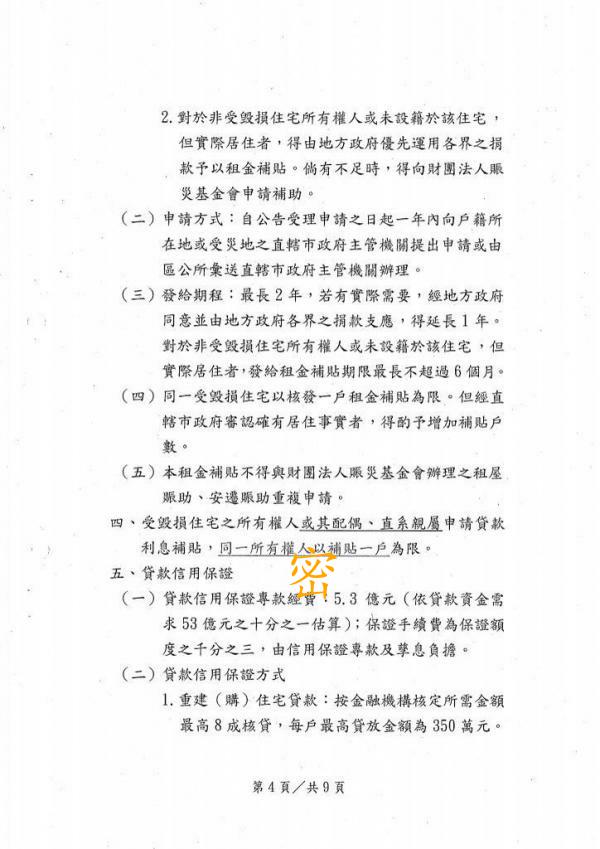 2.對於非受毀損住宅所有權人或未設籍於該住宅，
但實際居住者，得由地方政府優先運用各界之捐
款予以租金補貼。倘有不足時，得向財團法人賑
災基金會申請補助。
（二）申請方式：自公告受理申請之日起一年內向戶籍所
在地或受災地之直轄市政府主管機關提出申請或由
區公所彙送直轄市政府主管機關辦理。
（三）發給期程：最長2年，若有實際需要，經地方政府
同意並由地方政府各界之捐款支應，得延長1年。
對於非受毀損住宅所有權人或未設籍於該住宅，但
實際居住者，發給租金補貼期限最長不超過6個月。
（四）同一受毀損住宅以核發一戶租金補貼為限。但經直
轄市政府審認確有居住事實者，得酌予增加補貼戶
數。
（五）本租金補貼不得與財團法人賑災基金會辦理之租屋
賑助、安遷賑助重複申請。
四、受毀損住宅之所有權人或其配偶、直系親屬申請貸款
利息補貼，同一所有權人以補貼一戶為限。
密
五、貸款信用保證
（一）貸款信用保證專款經費：5.3億元（依貸款資金需
求53億元之十分之一估算）；保證手續費為保證額
度之千分之三，由信用保證專款及孳息負擔。
（二）貸款信用保證方式
1.重建（購）住宅貸款：按金融機構核定所需金額
最高8成核貸，每戶最高貸放金額為350萬元。
第4頁／共9頁